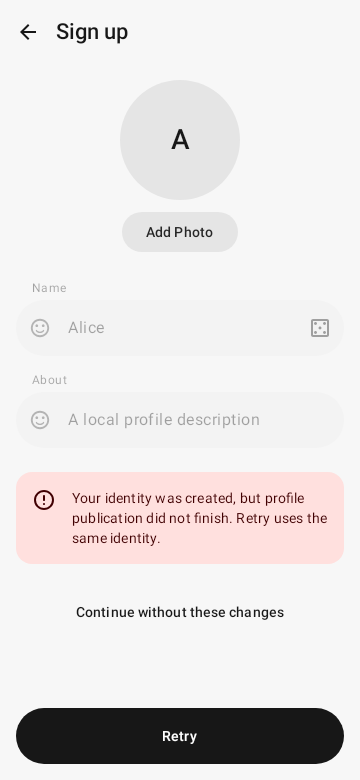 Sign up
A
Add Photo
Name
Alice
About
A local profile description
Your identity was created, but profile
publication did not finish. Retry uses the
same identity.
Continue without these changes
Retry